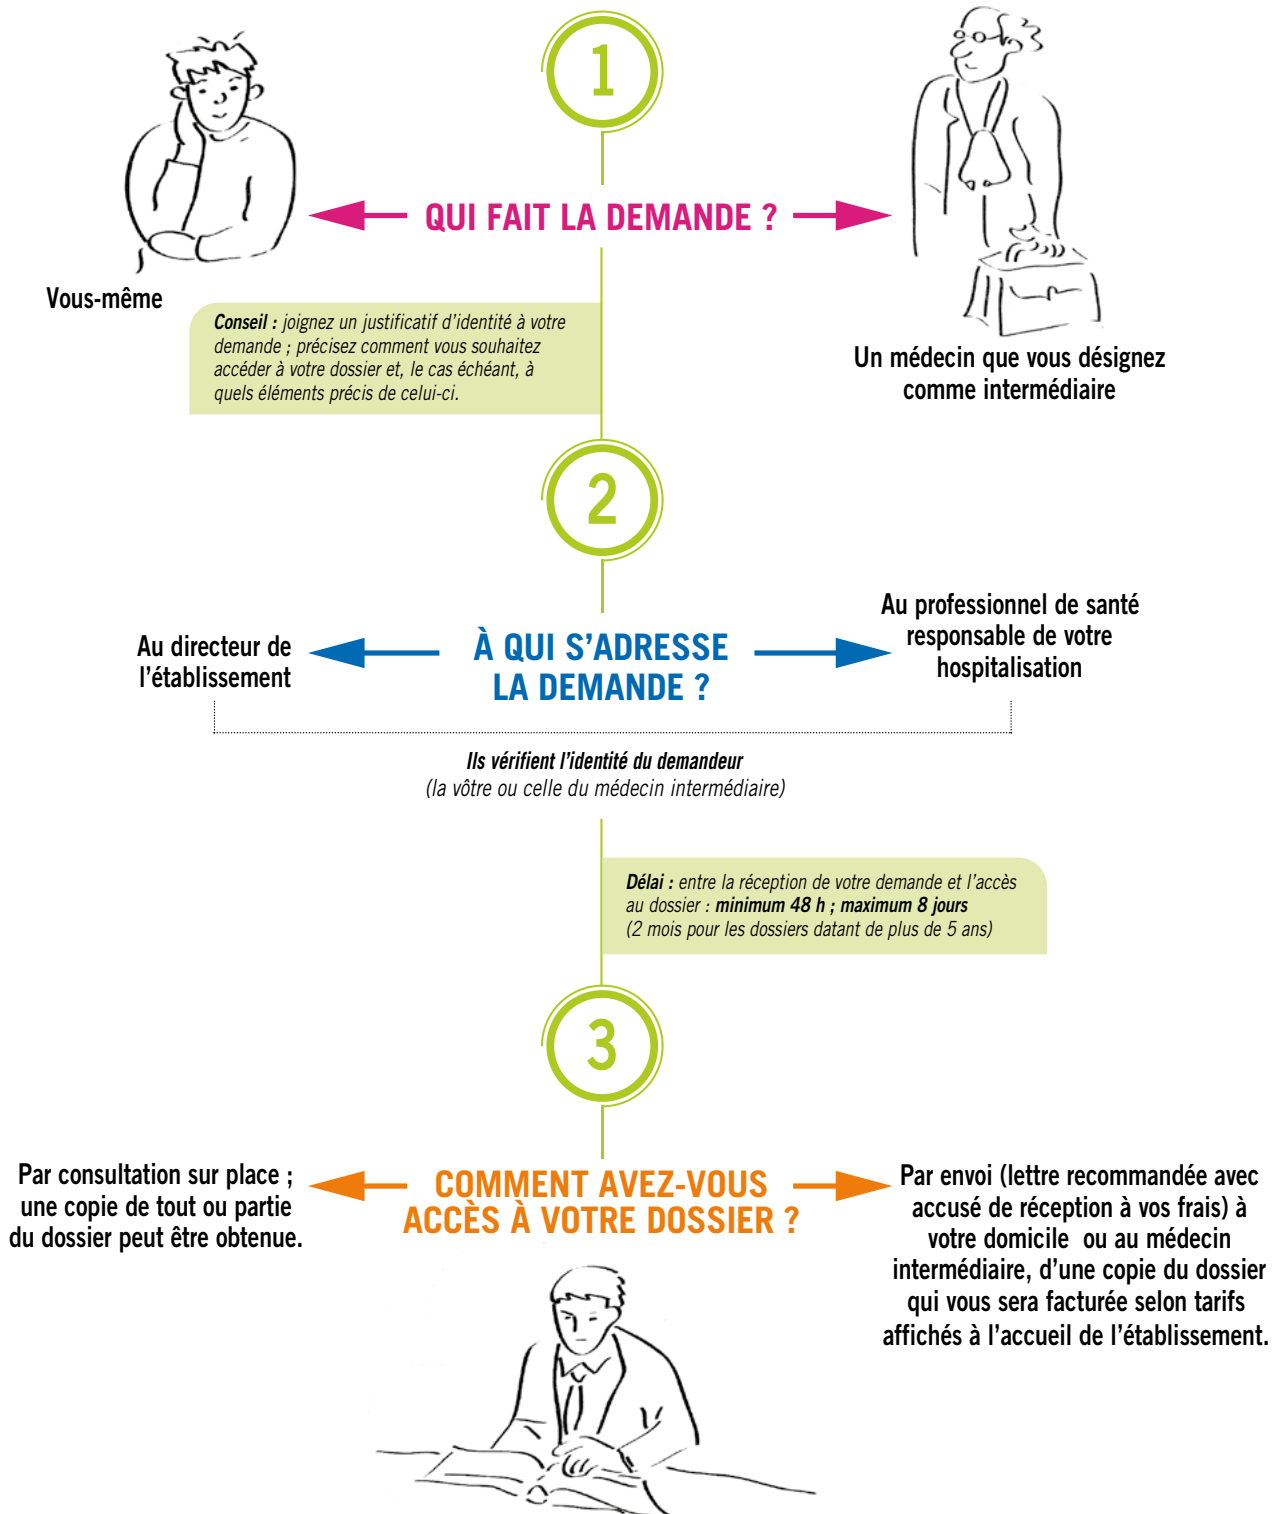 1
QUI FAIT LA DEMANDE ?
Vous-même
Un médecin que vous désignez
comme intermédiaire
Conseil : joignez un justificatif d’identité à votre
demande ; précisez comment vous souhaitez
accéder à votre dossier et, le cas échéant, à
quels éléments précis de celui-ci.
2
À QUI S’ADRESSE
LA DEMANDE ?
Au directeur de
l’établissement
Au professionnel de santé
responsable de votre
hospitalisation
Ils vérifient l’identité du demandeur
(la vôtre ou celle du médecin intermédiaire)
Délai : entre la réception de votre demande et l’accès
au dossier : minimum 48 h ; maximum 8 jours
(2 mois pour les dossiers datant de plus de 5 ans)
3
COMMENT AVEZ-VOUS
ACCÈS À VOTRE DOSSIER ?
Par consultation sur place ;
une copie de tout ou partie
du dossier peut être obtenue.
Par envoi (lettre recommandée avec
accusé de réception à vos frais) à
votre domicile ou au médecin
intermédiaire, d’une copie du dossier
qui vous sera facturée selon tarifs
affichés à l’accueil de l’établissement.